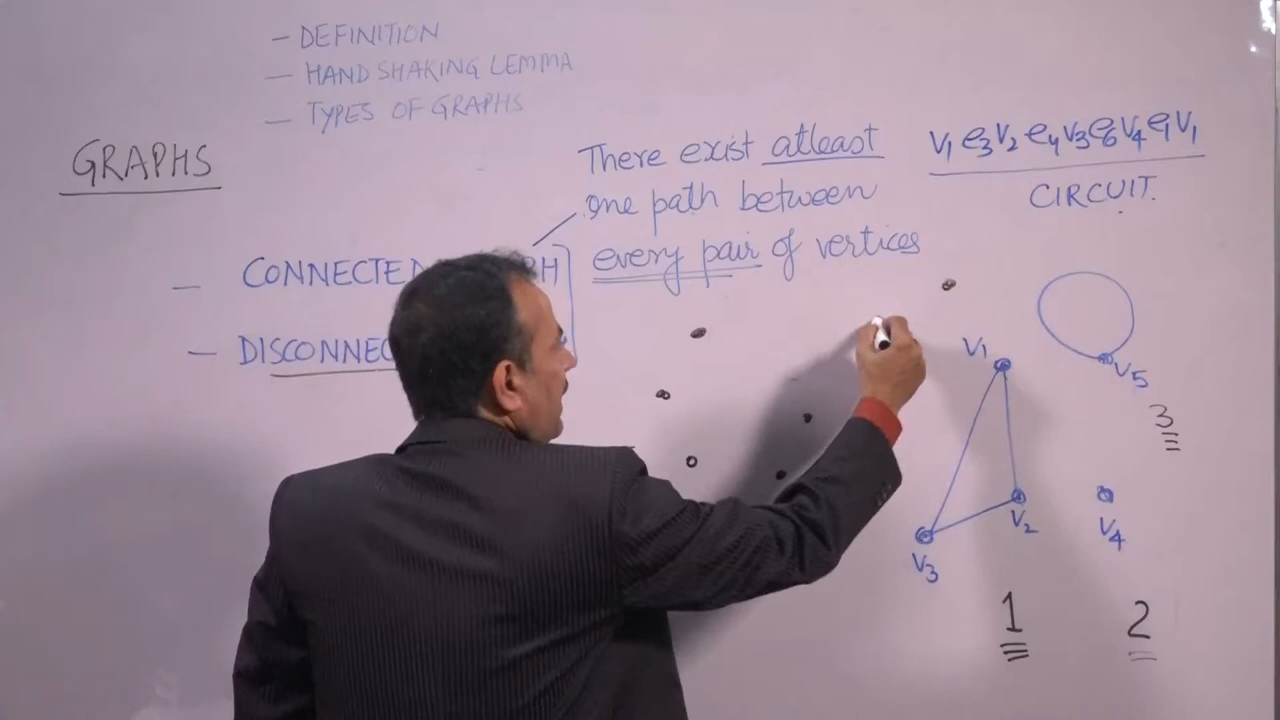 – DEFINITION
– HAND SHAKING LEMMA
– TYPES OF GRAPHS
GRAPHS
There exist atleast
one path between
every pair of vertices
– CONNECTED
H
– DISCONNEC
V1 e3 V2 e4 V3 e6 V4 e1 V1
CIRCUIT.
V1
V5
3
V2
V4
V3
1
2